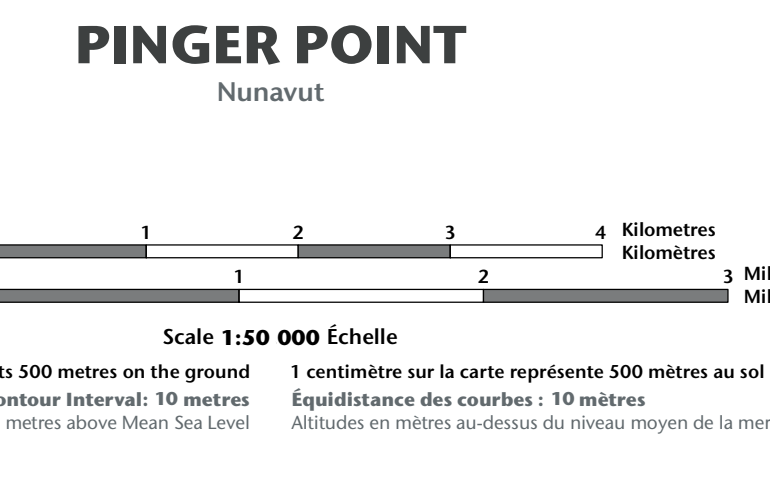 PINGER POINT
Nunavut
1 2 3 4 Kilometres
Kilomètres
1 2 3
Scale 1:50 000 Échelle
500 metres on the ground
1 centimètre sur la carte représente 500 mètres au sol
Interval: 10 metres
Équidistance des courbes : 10 mètres
metres above Mean Sea Level
Altitudes en mètres au-dessus du niveau moyen de la mer